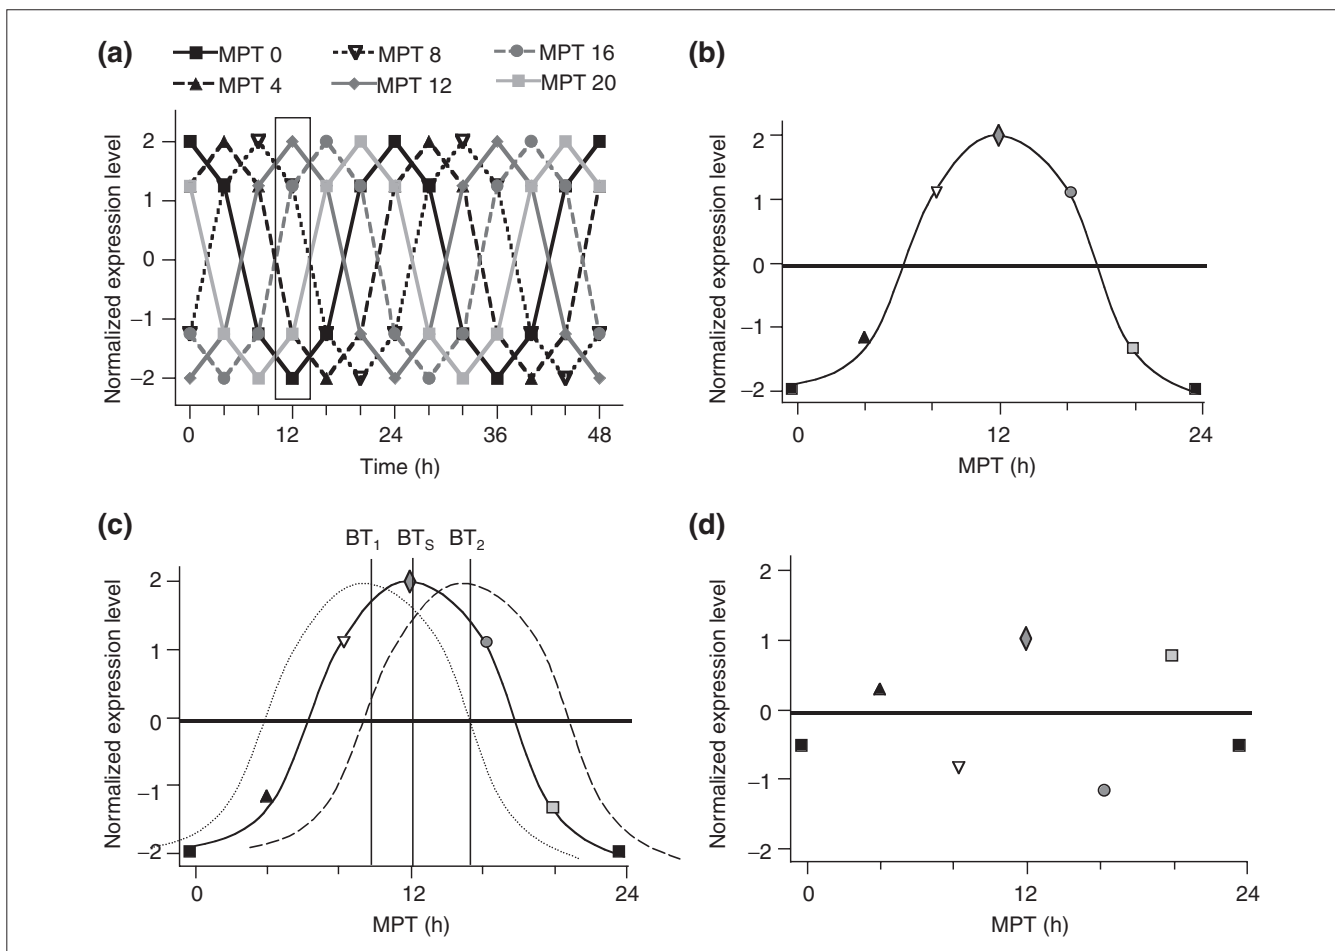 (a)
MPT 0 MPT 8 MPT 16
MPT 4 MPT 12 MPT 20
Normalized expression level
2
1
0
−1
−2
0 12 24 36 48
Time (h)
(b)
Normalized expression level
2
1
0
−1
−2
0 12 24
MPT (h)
(c)
BT1 BTS BT2
Normalized expression level
2
1
0
−1
−2
0 12 24
MPT (h)
(d)
Normalized expression level
2
1
0
−1
−2
0 12 24
MPT (h)